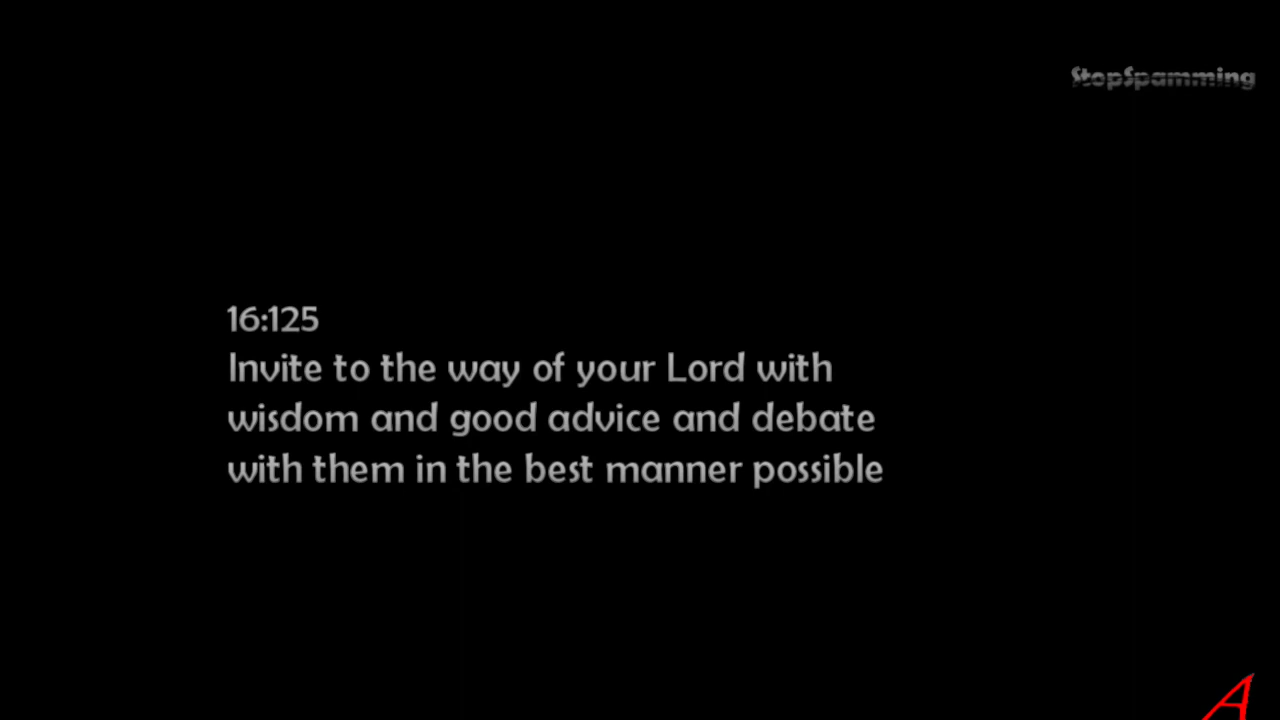 StopSpamming
16:125
Invite to the way of your Lord with
wisdom and good advice and debate
with them in the best manner possible
A